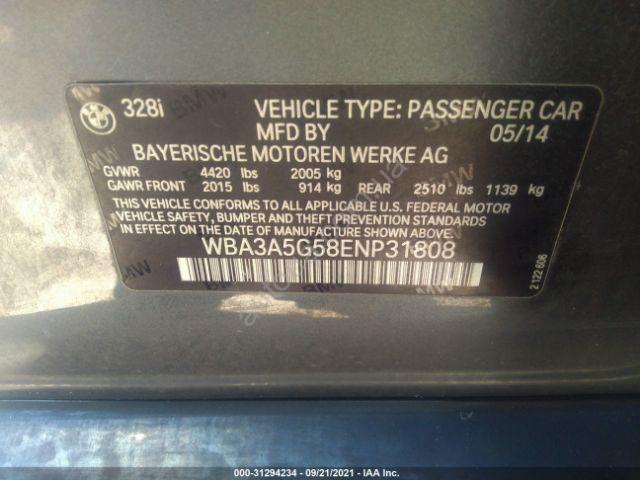 328i VEHICLE TYPE: PASSENGER CAR
MFD BY 05/14
BAYERISCHE MOTOREN WERKE AG
GVWR 4420 lbs 2005 kg
GAWR FRONT 2015 lbs 914 kg REAR 2510 lbs 1139 kg
THIS VEHICLE CONFORMS TO ALL APPLICABLE U.S. FEDERAL MOTOR
VEHICLE SAFETY, BUMPER AND THEFT PREVENTION STANDARDS
IN EFFECT ON THE DATE OF MANUFACTURE SHOWN ABOVE.
WBA3A5G58ENP31808
2 122 606
000-31294234 - 09/21/2021 - IAA Inc.